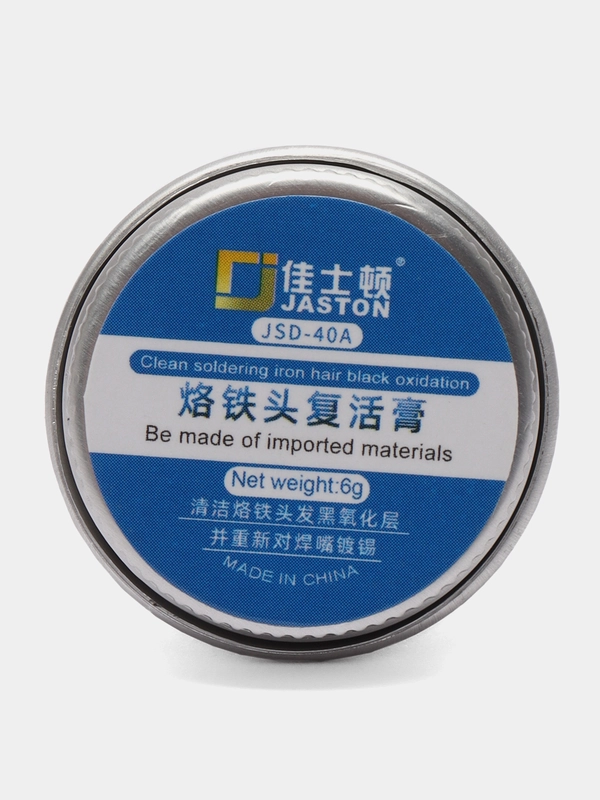 佳士顿®
JASTON
JSD-40A
Clean soldering iron hair black oxidation
烙铁头复活膏
Be made of imported materials
Net weight:6g
清洁烙铁头发黑氧化层
并重新对焊嘴镀锡
MADE IN CHINA